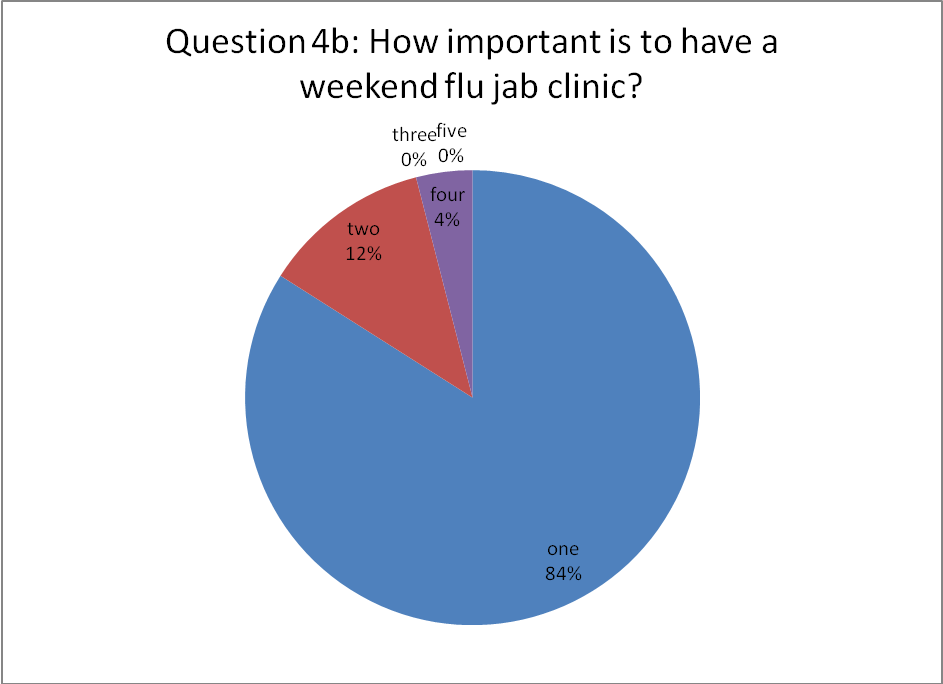 Question 4b: How important is to have a
weekend flu jab clinic?
three
0%
five
0%
four
4%
two
12%
one
84%